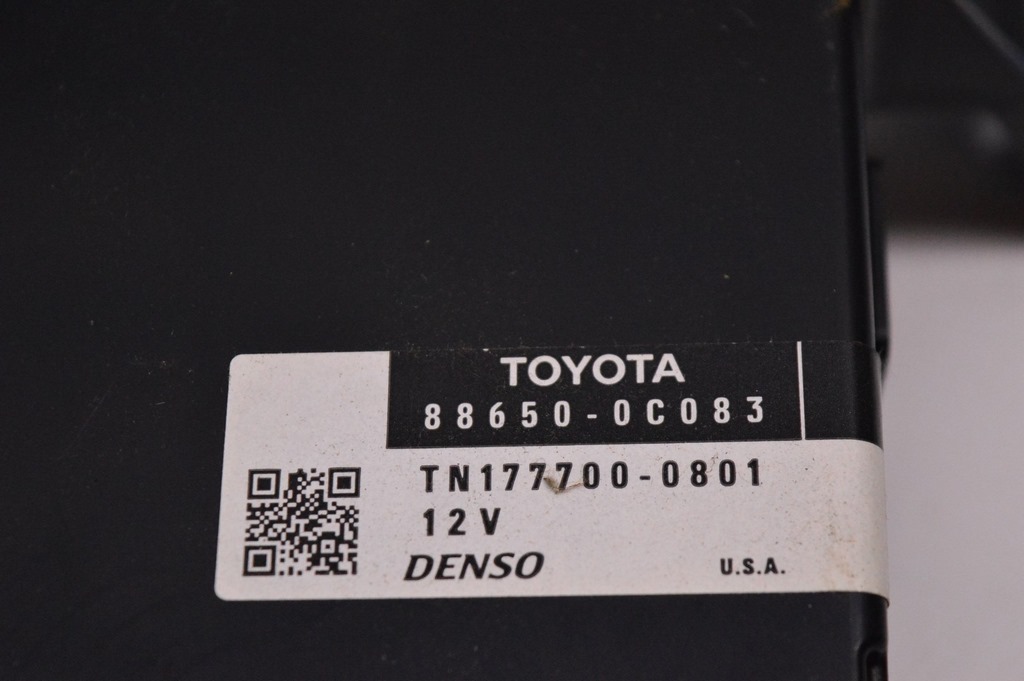 TOYOTA
88650-0C083
TN177700-0801
12V
DENSO
U.S.A.